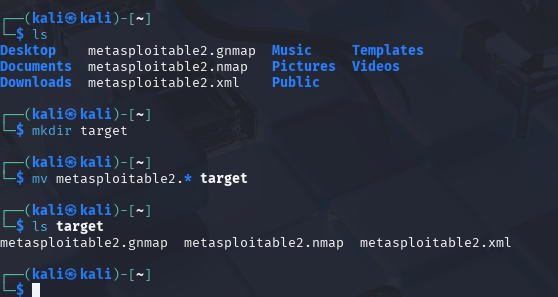 ┌──(kali㉿kali)-[~]
└─$ ls
Desktop    metasploitable2.gnmap  Music     Templates
Documents  metasploitable2.nmap   Pictures  Videos
Downloads  metasploitable2.xml    Public
┌──(kali㉿kali)-[~]
└─$ mkdir target
┌──(kali㉿kali)-[~]
└─$ mv metasploitable2.* target
┌──(kali㉿kali)-[~]
└─$ ls target
metasploitable2.gnmap  metasploitable2.nmap  metasploitable2.xml
┌──(kali㉿kali)-[~]
└─$